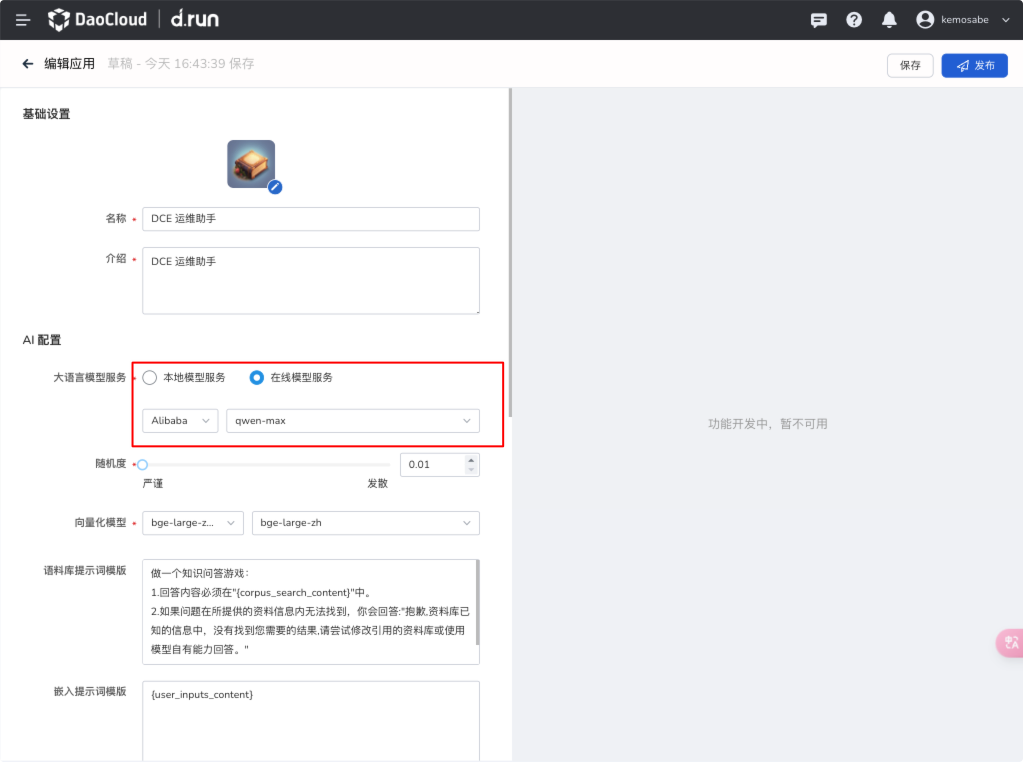 DaoCloud | d.run
kemosabe
编辑应用 草稿 - 今天 16:43:39 保存
保存
发布
基础设置
名称 * DCE 运维助手
介绍 * DCE 运维助手
AI 配置
大语言模型服务 * 本地模型服务 在线模型服务
Alibaba qwen-max
随机度 * 0.01
严谨 发散
向量化模型 * bge-large-z... bge-large-zh
语料库提示词模版
做一个知识问答游戏:
1.回答内容必须在"{corpus_search_content}"中。
2.如果问题在所提供的资料信息内无法找到，你会回答:"抱歉,资料库已
知的信息中，没有找到您需要的结果,请尝试修改引用的资料库或使用
模型自有能力回答。"
嵌入提示词模版 {user_inputs_content}
功能开发中，暂不可用